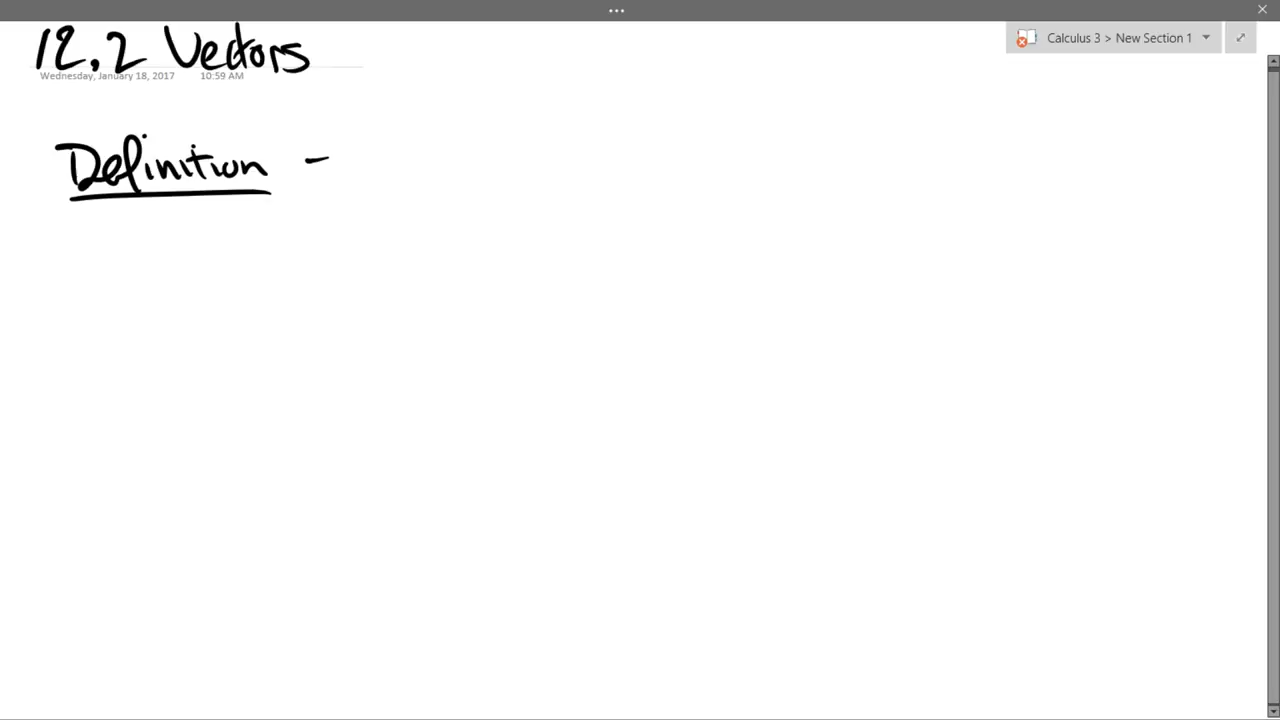 12.2 Vectors
Calculus 3 > New Section 1
Wednesday, January 18, 2017 10:59 AM
Definition -